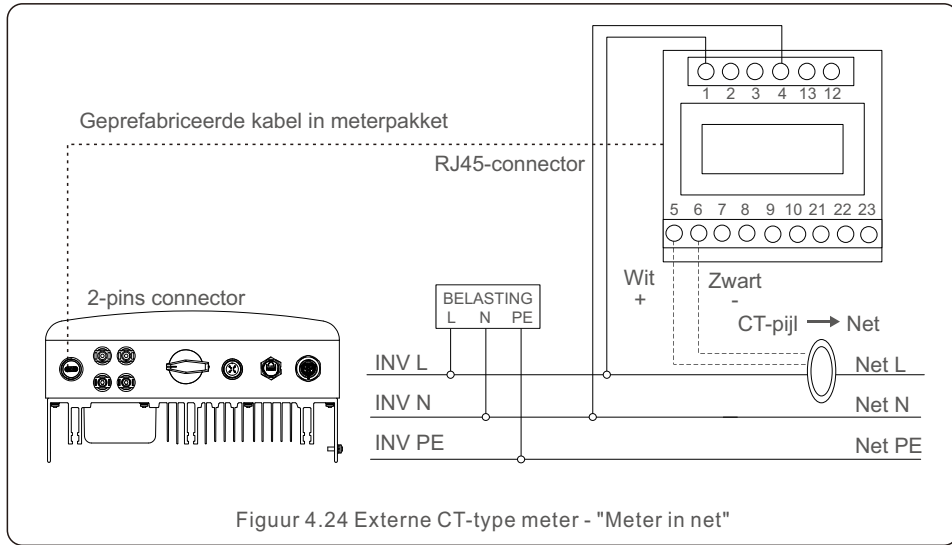 1 2 3 4 13 12
Geprefabriceerde kabel in meterpakket
RJ45-connector
5 6 7 8 9 10 21 22 23
Wit
+
Zwart
-
2-pins connector
BELASTING
L N PE
CT-pijl → Net
INV L
Net L
INV N
Net N
INV PE
Net PE
Figuur 4.24 Externe CT-type meter - "Meter in net"